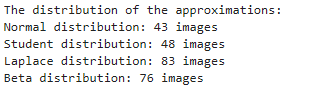 The distribution of the approximations:
Normal distribution: 43 images
Student distribution: 48 images
Laplace distribution: 83 images
Beta distribution: 76 images